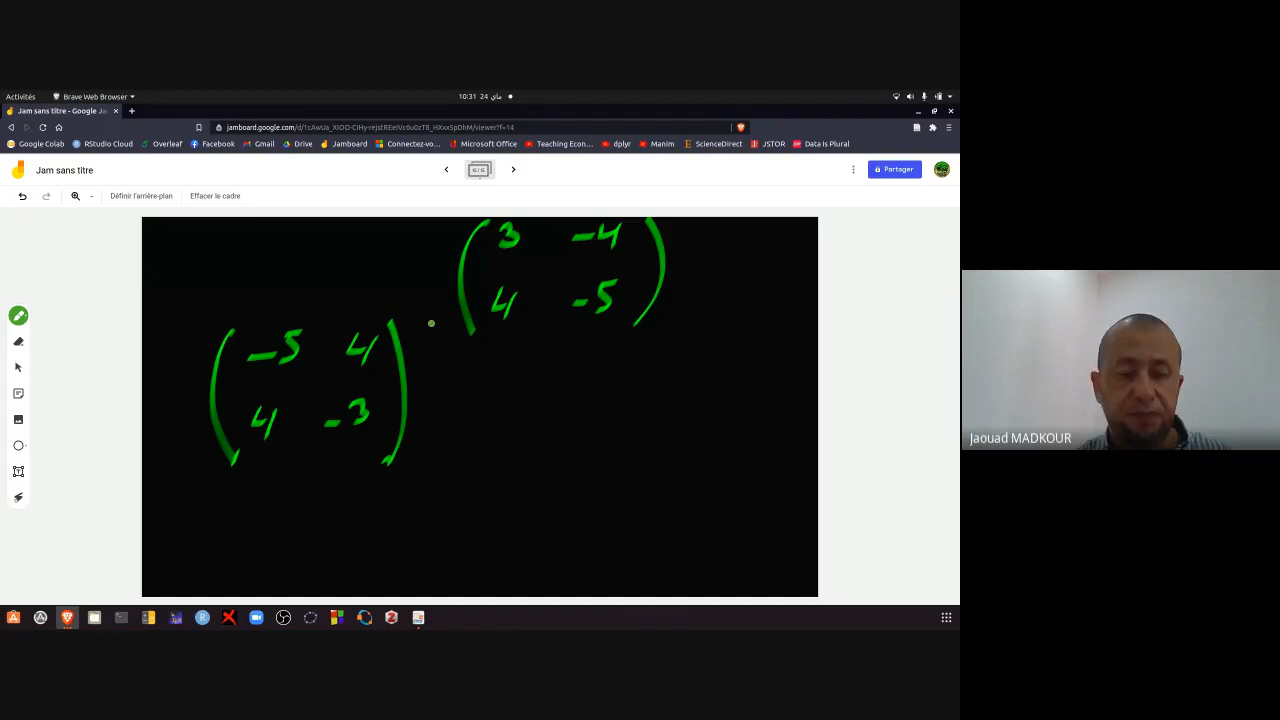 Activités Brave Web Browser 10:31 24 ماي
Jam sans titre - Google Ja
jamboard.google.com
Google Colab RStudio Cloud Overleaf Facebook Gmail Drive Jamboard Connectez-vo... Microsoft Office Teaching Econ... dplyr Manim ScienceDirect JSTOR Data Is Plural
Jam sans titre Partager
Définir l'arrière-plan Effacer le cadre
3 -4
4 -5
-5 4
4 -3
Jaouad MADKOUR